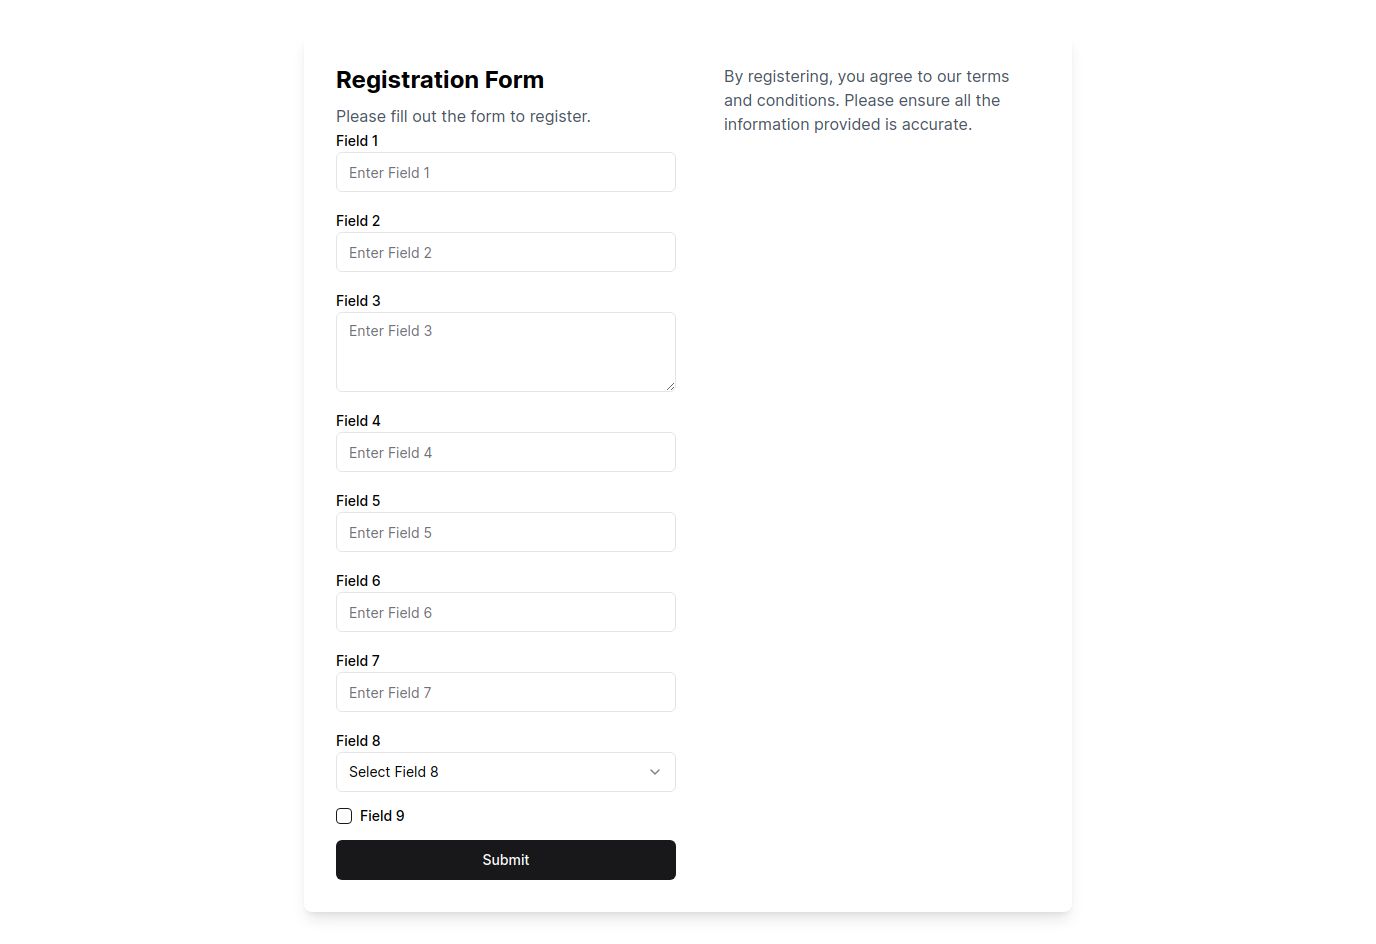 Registration Form
Please fill out the form to register.
Field 1
Enter Field 1
Field 2
Enter Field 2
Field 3
Enter Field 3
Field 4
Enter Field 4
Field 5
Enter Field 5
Field 6
Enter Field 6
Field 7
Enter Field 7
Field 8
Select Field 8
Field 9
Submit
By registering, you agree to our terms
and conditions. Please ensure all the
information provided is accurate.